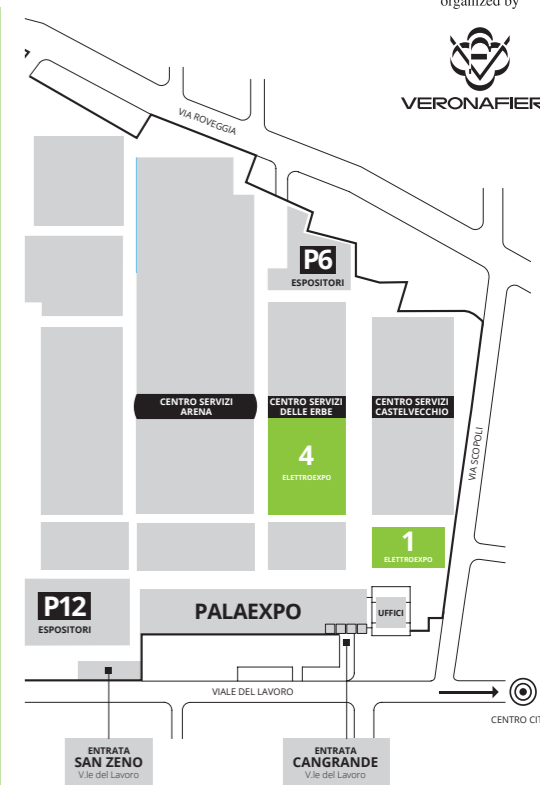 organized by
VERONAFIER
VIA ROVEGGIA
P6
ESPOSITORI
CENTRO SERVIZI
ARENA
CENTRO SERVIZI
DELLE ERBE
CENTRO SERVIZI
CASTELVECCHIO
4
ELETTROEXPO
VIA SCOPOLI
1
ELETTROEXPO
P12
ESPOSITORI
PALAEXPO
UFFICI
VIALE DEL LAVORO
CENTRO CIT
ENTRATA
SAN ZENO
V.le del Lavoro
ENTRATA
CANGRANDE
V.le del Lavoro